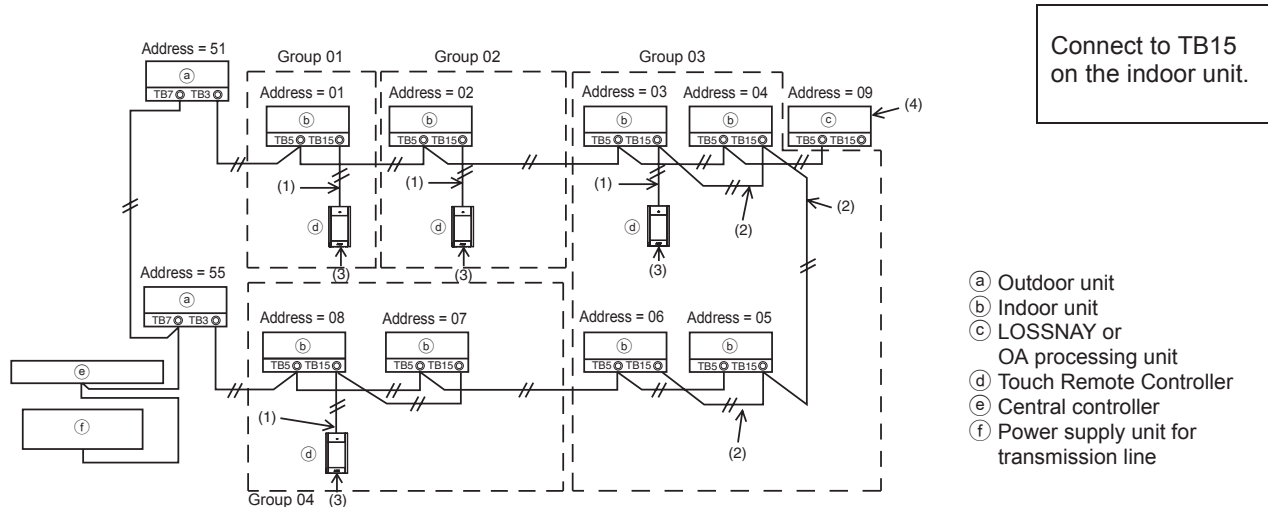 Connect to TB15
on the indoor unit.
Address = 51
Group 01
Group 02
Group 03
Address = 01
Address = 02
Address = 03
Address = 04
Address = 09
(4)
a
b
b
b
b
c
TB7 TB3
TB5 TB15
TB5 TB15
TB5 TB15
TB5 TB15
TB5 TB15
(1)
(1)
(1)
(2)
(2)
d
d
d
(3)
(3)
(3)
Address = 55
Address = 08
Address = 07
Address = 06
Address = 05
a
b
b
b
b
TB7 TB3
TB5 TB15
TB5 TB15
TB5 TB15
TB5 TB15
e
f
(1)
(2)
d
Group 04
(3)
a Outdoor unit
b Indoor unit
c LOSSNAY or
OA processing unit
d Touch Remote Controller
e Central controller
f Power supply unit for
transmission line